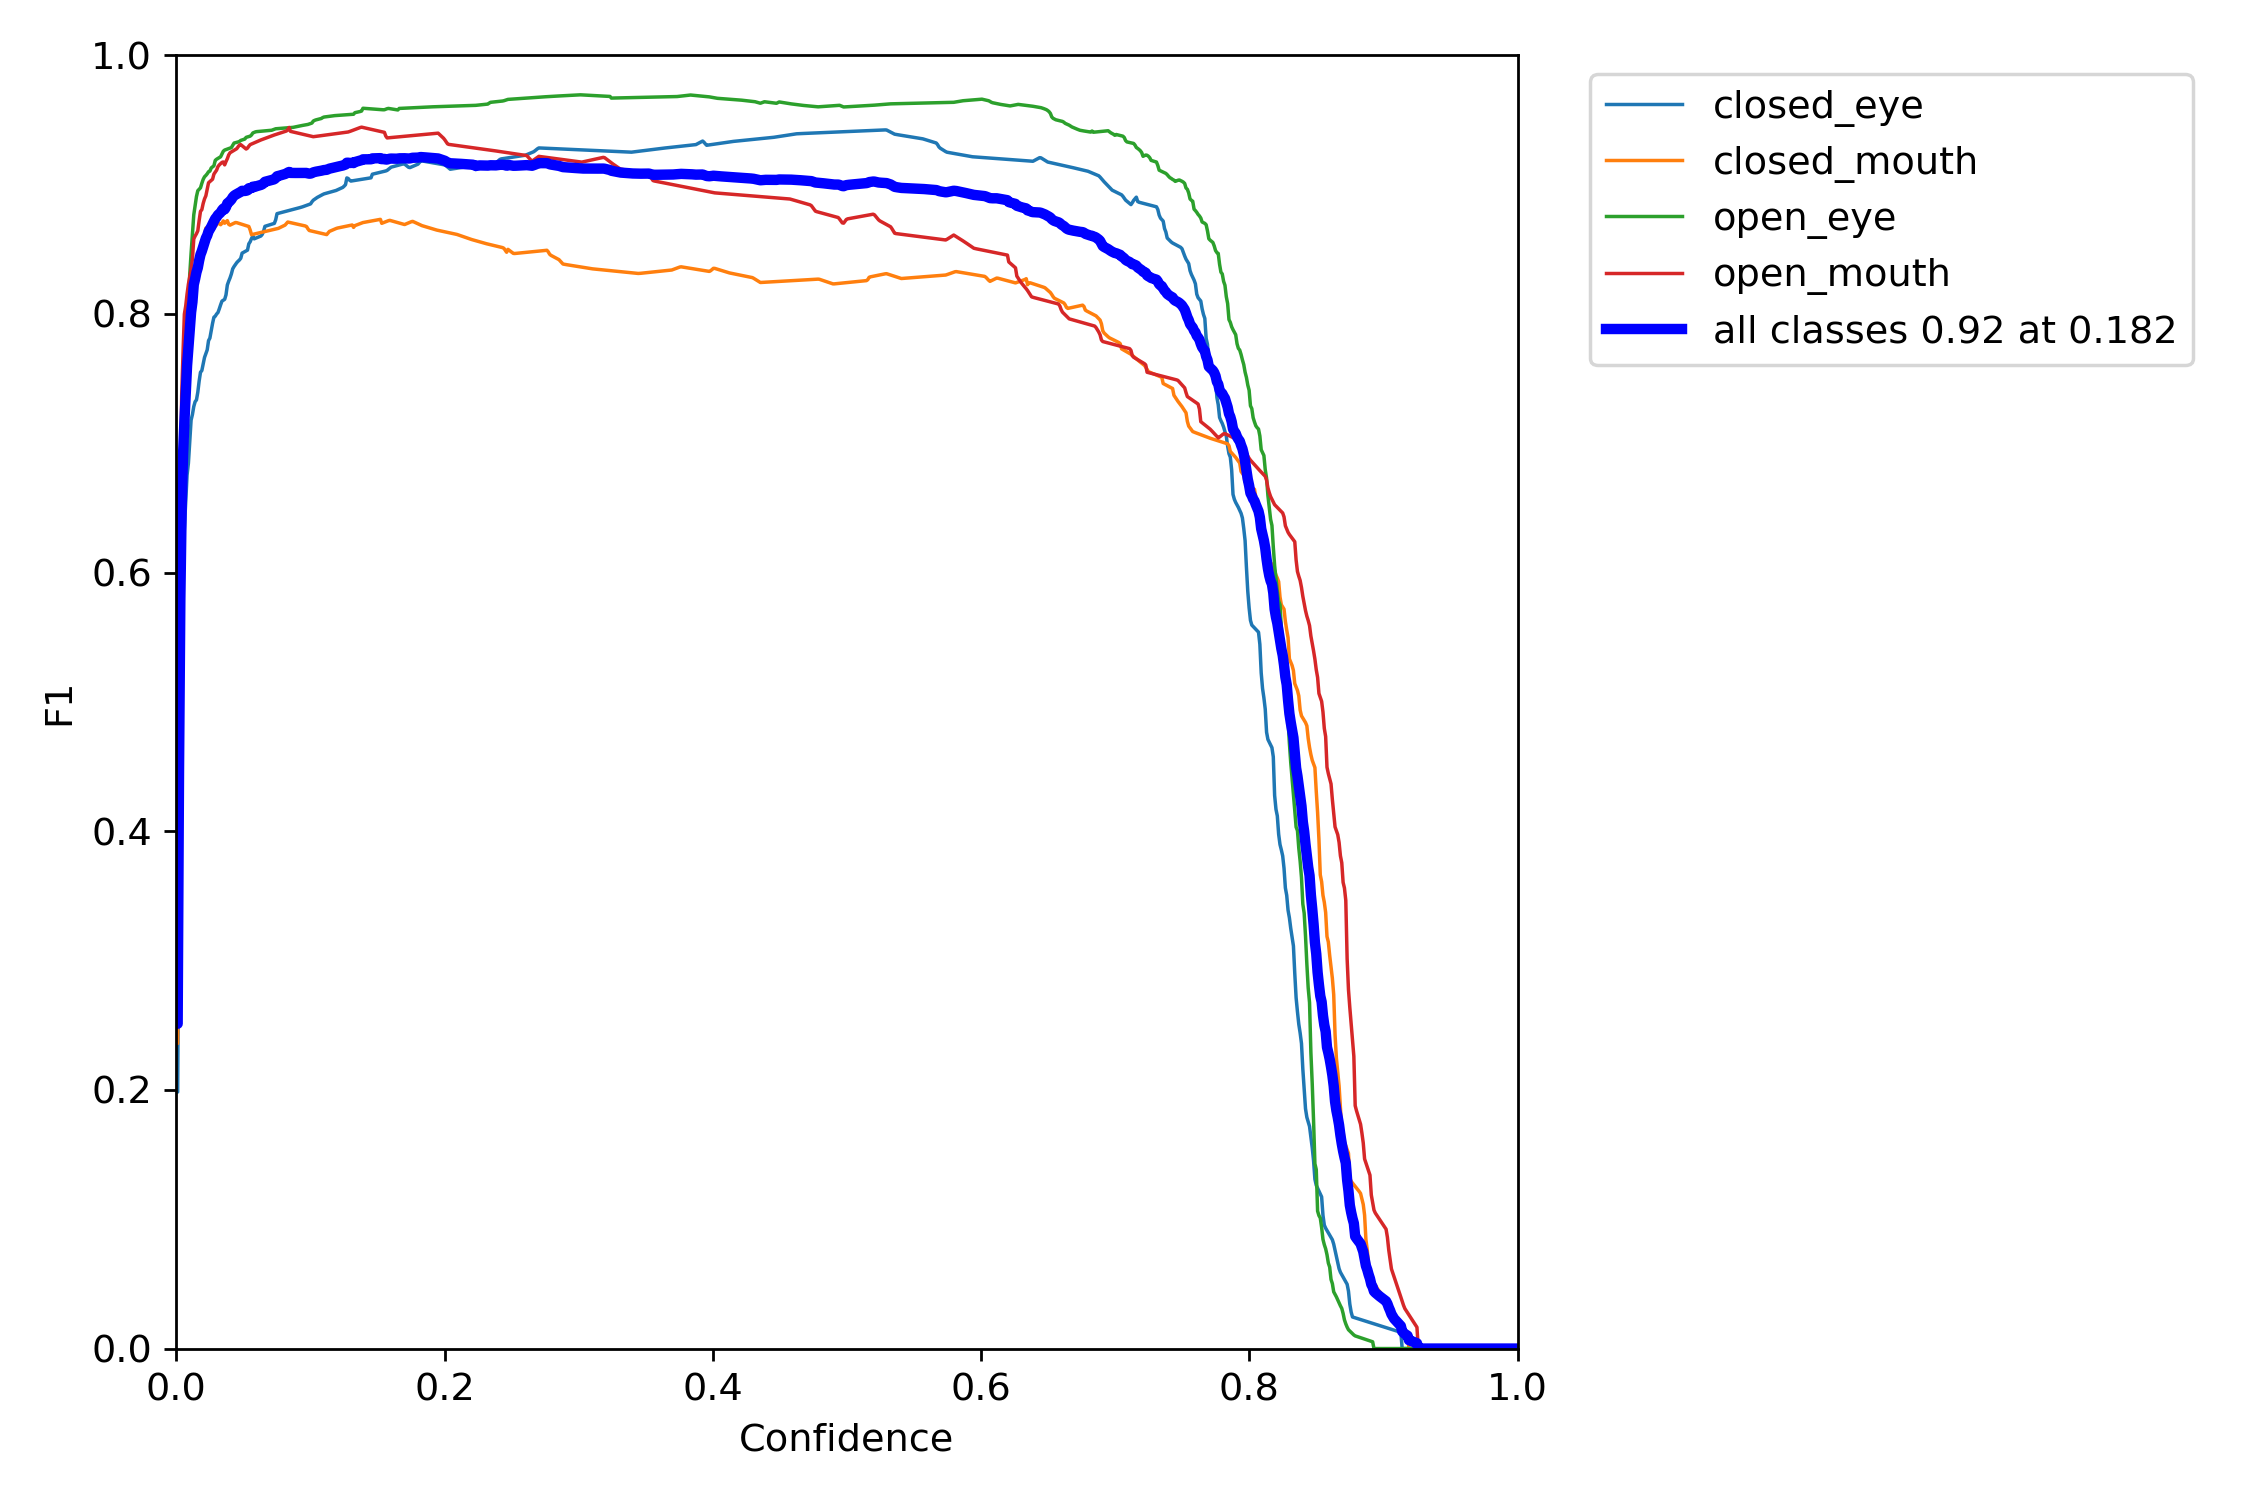 1.0
0.8
0.6
0.4
0.2
0.0
F1
0.0 0.2 0.4 0.6 0.8 1.0
Confidence
closed_eye
closed_mouth
open_eye
open_mouth
all classes 0.92 at 0.182